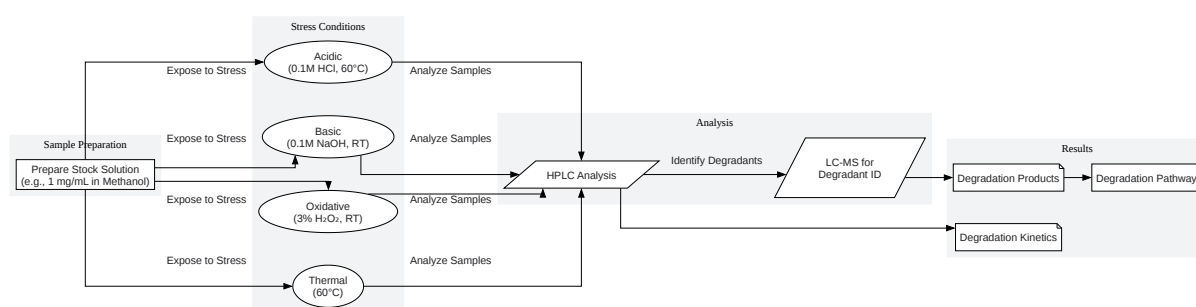 Stress Conditions
Acidic
(0.1M HCl, 60°C)
Expose to Stress
Analyze Samples
Analysis
Basic
(0.1M NaOH, RT)
Expose to Stress
Analyze Samples
Sample Preparation
Prepare Stock Solution
(e.g., 1 mg/mL in Methanol)
HPLC Analysis
Identify Degradants
LC-MS for
Degradant ID
Results
Degradation Products
Degradation Pathway
Expose to Stress
Oxidative
(3% H₂O₂, RT)
Analyze Samples
Degradation Kinetics
Expose to Stress
Analyze Samples
Thermal
(60°C)